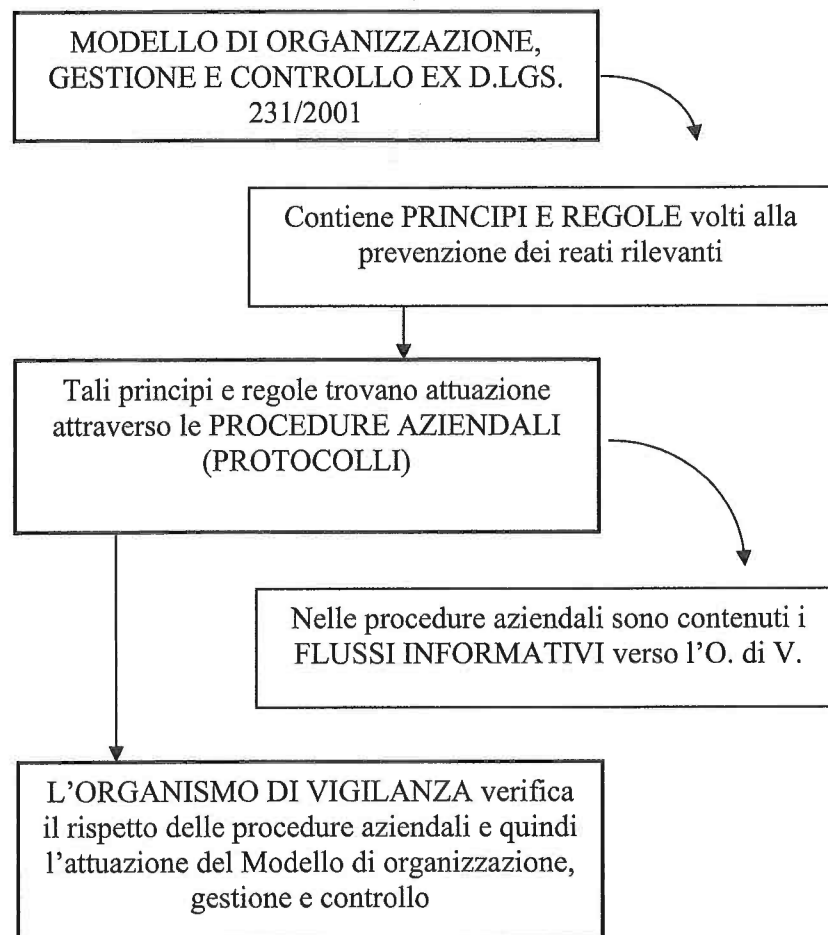 MODELLO DI ORGANIZZAZIONE,
GESTIONE E CONTROLLO EX D.LGS.
231/2001
Contiene PRINCIPI E REGOLE volti alla
prevenzione dei reati rilevanti
Tali principi e regole trovano attuazione
attraverso le PROCEDURE AZIENDALI
(PROTOCOLLI)
Nelle procedure aziendali sono contenuti i
FLUSSI INFORMATIVI verso l'O. di V.
L'ORGANISMO DI VIGILANZA verifica
il rispetto delle procedure aziendali e quindi
l'attuazione del Modello di organizzazione,
gestione e controllo